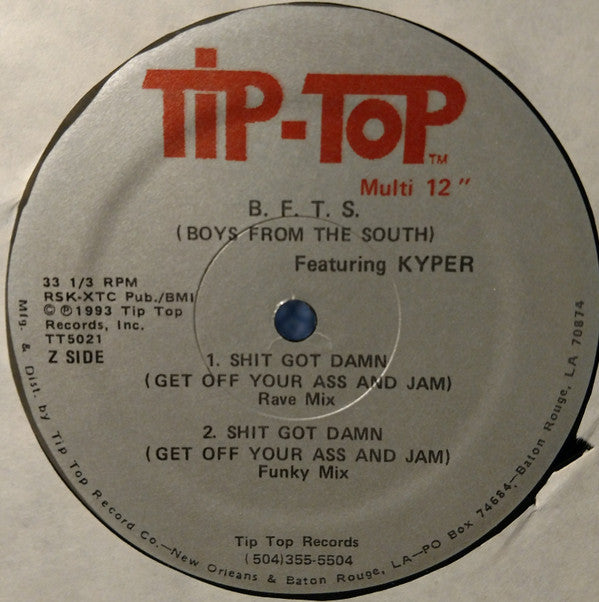 TiP-ToP
TM
Multi 12"
B. F. T. S.
(BOYS FROM THE SOUTH)
Featuring KYPER
33 1/3 RPM
RSK-XTC Pub./BMI
© ℗ 1993 Tip Top
Records, Inc.
TT5021
Z SIDE
1. SHIT GOT DAMN
(GET OFF YOUR ASS AND JAM)
Rave Mix
2. SHIT GOT DAMN
(GET OFF YOUR ASS AND JAM)
Funky Mix
Tip Top Records
(504)355-5504
Mfg. & Dist. by Tip Top Record Co.—New Orleans & Baton Rouge, LA—PO Box 74684—Baton Rouge, LA 70874